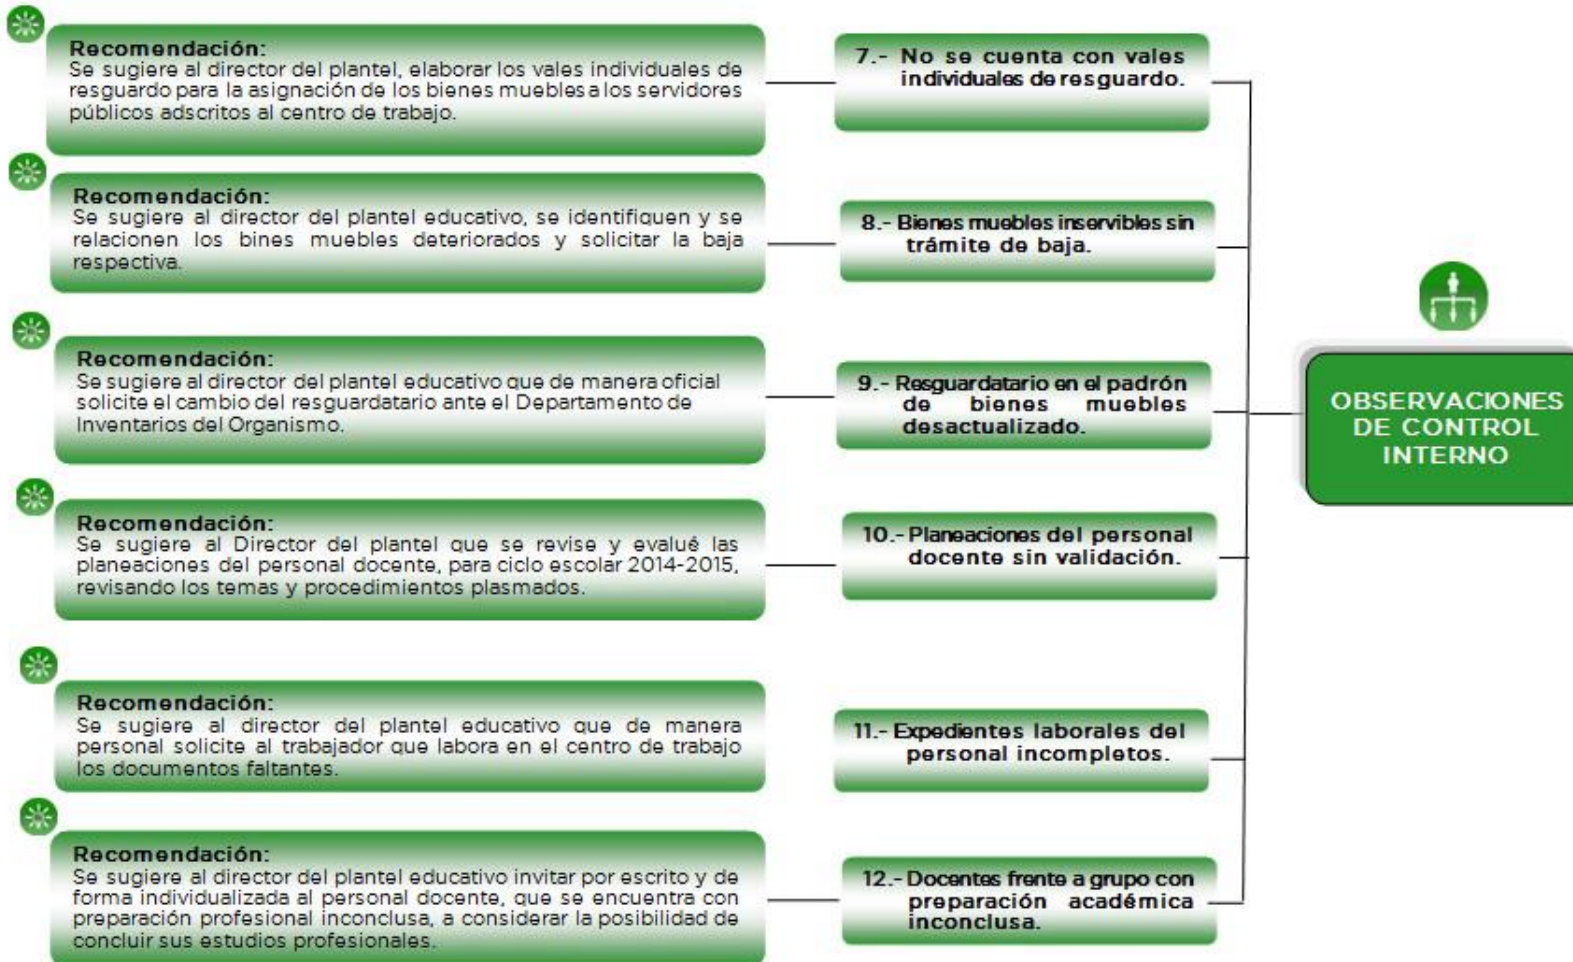 Recomendación:
Se sugiere al director del plantel, elaborar los vales individuales de
resguardo para la asignación de los bienes muebles a los servidores
públicos adscritos al centro de trabajo.
7.- No se cuenta con vales
individuales de resguardo.
Recomendación:
Se sugiere al director del plantel educativo, se identifiquen y se
relacionen los bines muebles deteriorados y solicitar la baja
respectiva.
8.- Bienes muebles inservibles sin
trámite de baja.
Recomendación:
Se sugiere al director del plantel educativo que de manera oficial
solicite el cambio del resguardatario ante el Departamento de
Inventarios del Organismo.
9.- Resguardatario en el padrón
de bienes muebles
desactualizado.
OBSERVACIONES
DE CONTROL
INTERNO
Recomendación:
Se sugiere al Director del plantel que se revise y evalué las
planeaciones del personal docente, para ciclo escolar 2014-2015,
revisando los temas y procedimientos plasmados.
10.- Planeaciones del personal
docente sin validación.
Recomendación:
Se sugiere al director del plantel educativo que de manera
personal solicite al trabajador que labora en el centro de trabajo
los documentos faltantes.
11.- Expedientes laborales del
personal incompletos.
Recomendación:
Se sugiere al director del plantel educativo invitar por escrito y de
forma individualizada al personal docente, que se encuentra con
preparación profesional inconclusa, a considerar la posibilidad de
concluir sus estudios profesionales.
12.- Docentes frente a grupo con
preparación académica
inconclusa.